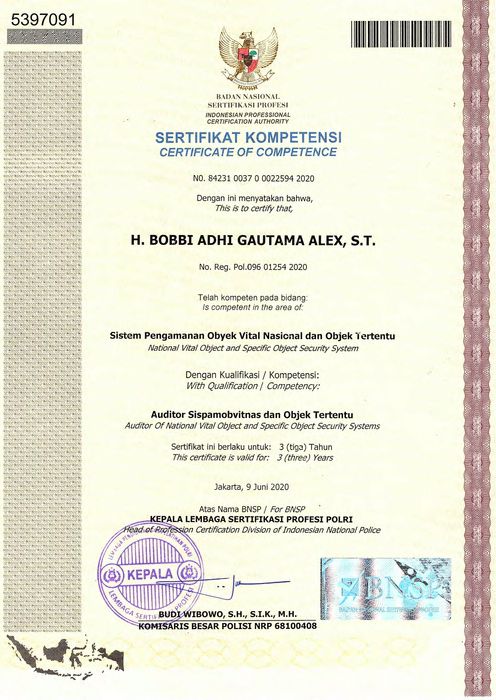 5397091
BADAN NASIONAL
SERTIFIKASI PROFESI
INDONESIAN PROFESSIONAL
CERTIFICATION AUTHORITY
SERTIFIKAT KOMPETENSI
CERTIFICATE OF COMPETENCE
N0. 84231 0037 0 0022594 2020
Dengan ini menyatakan bahwa,
This is to certify that,
H. BOBBI ADHI GAUTAMA ALEX, S.T.
No. Reg. Pol.096 01254 2020
Telah kompeten pada bidang:
is competent in the area of:
Sistem Pengamanan Obyek Vital Nasional dan Objek Tertentu
National Vital Object and Specific Object Security System
Dengan Kualifikasi / Kompetensi:
With Qualification / Competency:
Auditor Sispamobvitnas dan Objek Tertentu
Auditor Of National Vital Object and Specific Object Security Systems
Sertifikat ini berlaku untuk: 3 (tiga) Tahun
This certificate is valid for: 3 (three) Years
Jakarta, 9 Juni 2020
Atas Nama BNSP / For BNSP
KEPALA LEMBAGA SERTIFIKASI PROFESI POLRI
Head of Profession Certification Division of Indonesian National Police
KEPALA
LEMBAGA
BNSP
BUDI WIBOWO, S.H., S.I.K., M.H.
KOMISARIS BESAR POLISI NRP 68100408